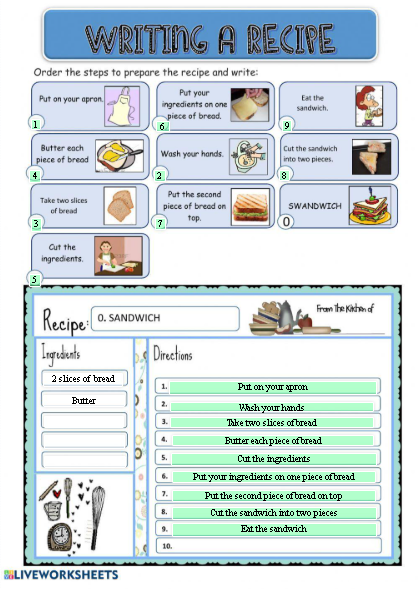 WRITING A RECIPE
Order the steps to prepare the recipe and write:
Put on your apron.
1
Put your
ingredients on one
piece of bread.
6
Eat the
sandwich.
9
Butter each
piece of bread
4
Wash your hands.
2
Cut the sandwich
into two pieces.
8
Take two slices
of bread
3
Put the second
piece of bread on
top.
7
SWANDWICH
0
Cut the
ingredients.
5
Recipe:
0. SANDWICH
From the Kitchen of
Ingredients
2 slices of bread
Butter
Directions
1. Put on your apron
2. Wash your hands
3. Take two slices of bread
4. Butter each piece of bread
5. Cut the ingredients
6. Put your ingredients on one piece of bread
7. Put the second piece of bread on top
8. Cut the sandwich into two pieces
9. Eat the sandwich
10.
LIVEWORKSHEETS